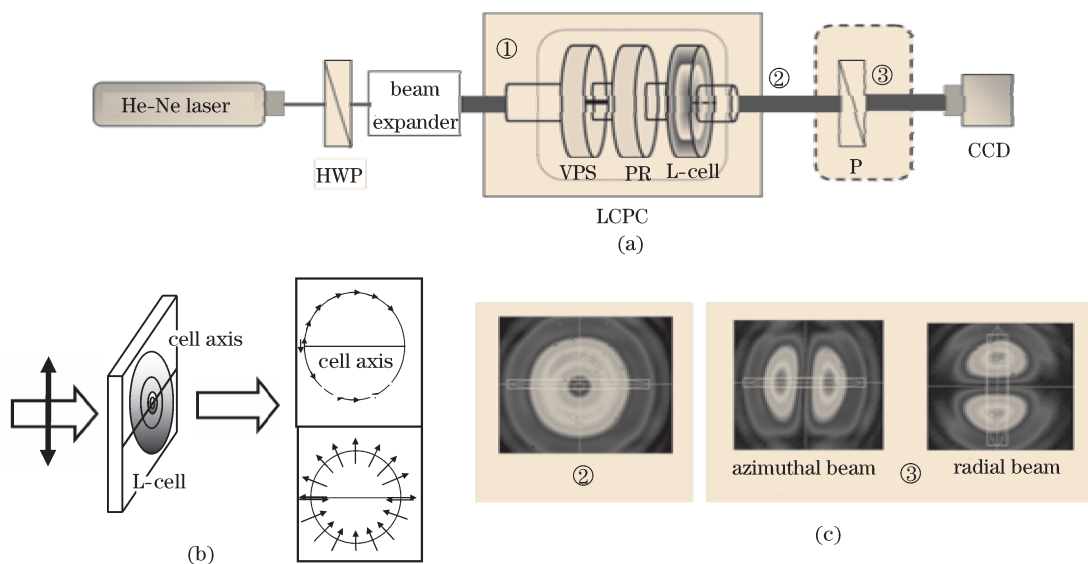 ①
②
③
He-Ne laser
beam
expander
HWP
VPS
PR
L-cell
P
CCD
LCPC
(a)
cell axis
L-cell
cell axis
(b)
②
azimuthal beam
③
radial beam
(c)